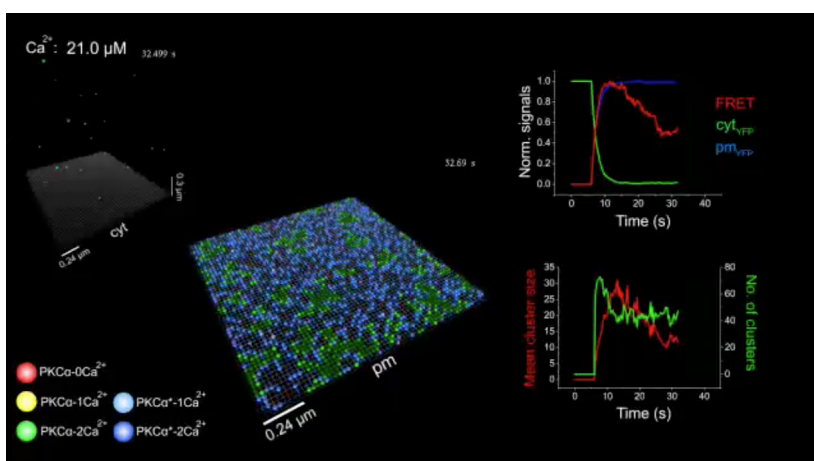 Ca2+: 21.0 μM
32.499 s
0.3 μm
cyt
0.24 μm
32.69 s
pm
0.24 μm
PKCα-0Ca2+
PKCα-1Ca2+
PKCα*-1Ca2+
PKCα-2Ca2+
PKCα*-2Ca2+
Norm. signals
1.0
0.8
0.6
0.4
0.2
0.0
0 20 40
Time (s)
FRET
cytYFP
pmYFP
Mean cluster size
35
30
25
20
15
10
5
0
80
60
40
20
0
No. of clusters
0 10 20 30 40
Time (s)